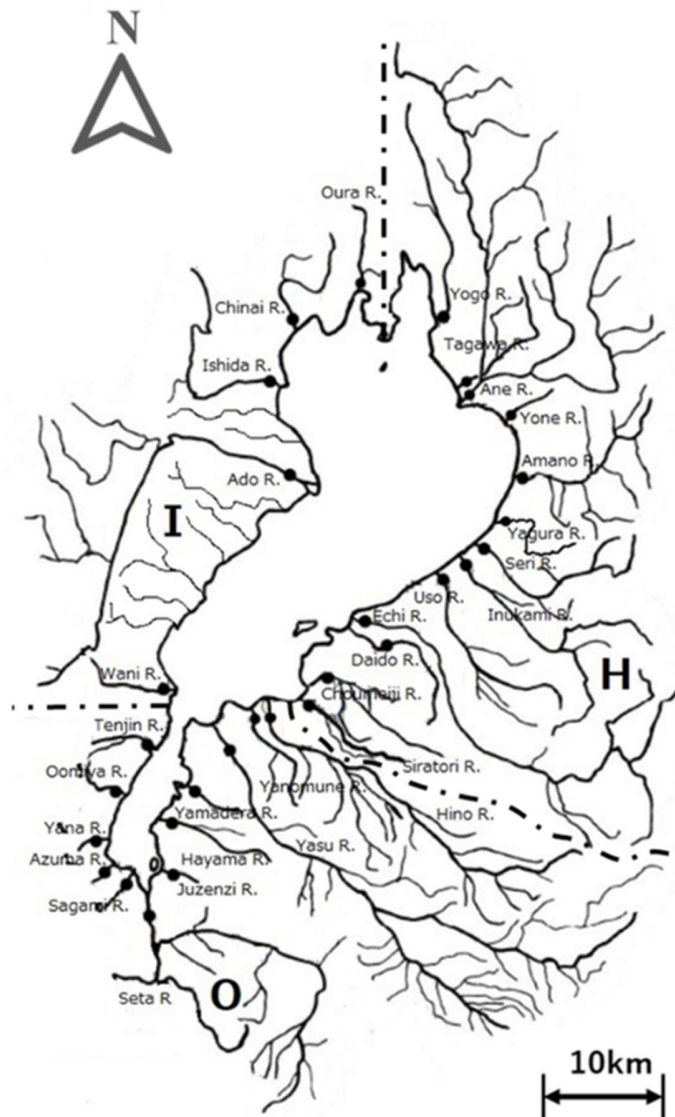 N
Oura R.
Chinai R.
Yogo R.
Tagawa R.
Ishida R.
Ane R.
Yone R.
Amano R
Ado R.
I
Yagura R.
Seri R.
Uso R.
Inukami R.
Echi R.
Daido R.
H
Wani R.
Choumeiji R.
Tenjin R.
Siratori R.
Oomiya R.
Yanomune R.
Hino R.
Yamadera R.
Yana R.
Yasu R.
Azuma R.
Hayama R.
Juzenzi R.
Sagami R.
Seta R
O
10km